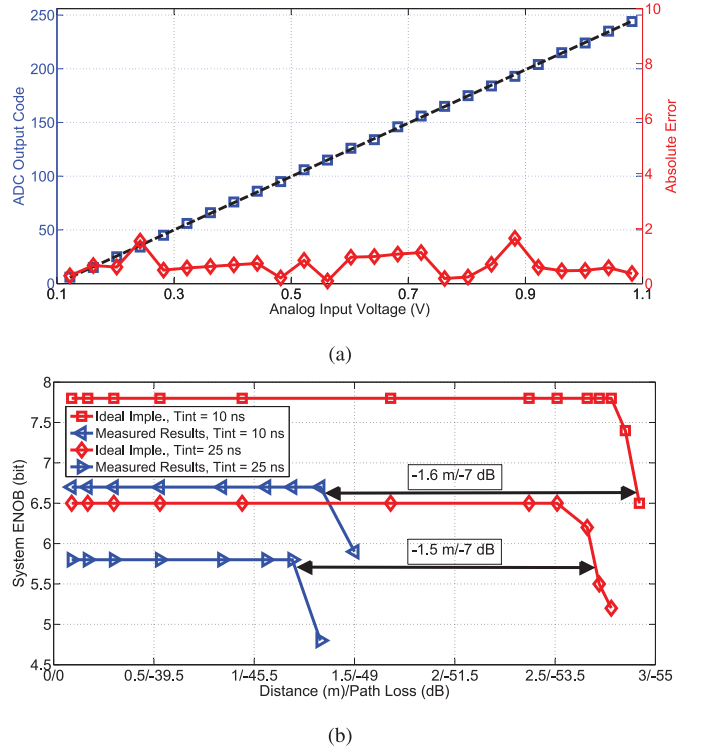 250
200
150
100
50
0
ADC Output Code
10
8
6
4
2
0
Absolute Error
0.1 0.3 0.5 0.7 0.9 1.1
Analog Input Voltage (V)
(a)
8
7.5
7
6.5
6
5.5
5
4.5
System ENOB (bit)
Ideal Imple., Tint = 10 ns
Measured Results, Tint = 10 ns
Ideal Imple., Tint= 25 ns
Measured Results, Tint = 25 ns
-1.6 m/-7 dB
-1.5 m/-7 dB
0/0 0.5/-39.5 1/-45.5 1.5/-49 2/-51.5 2.5/-53.5 3/-55
Distance (m)/Path Loss (dB)
(b)